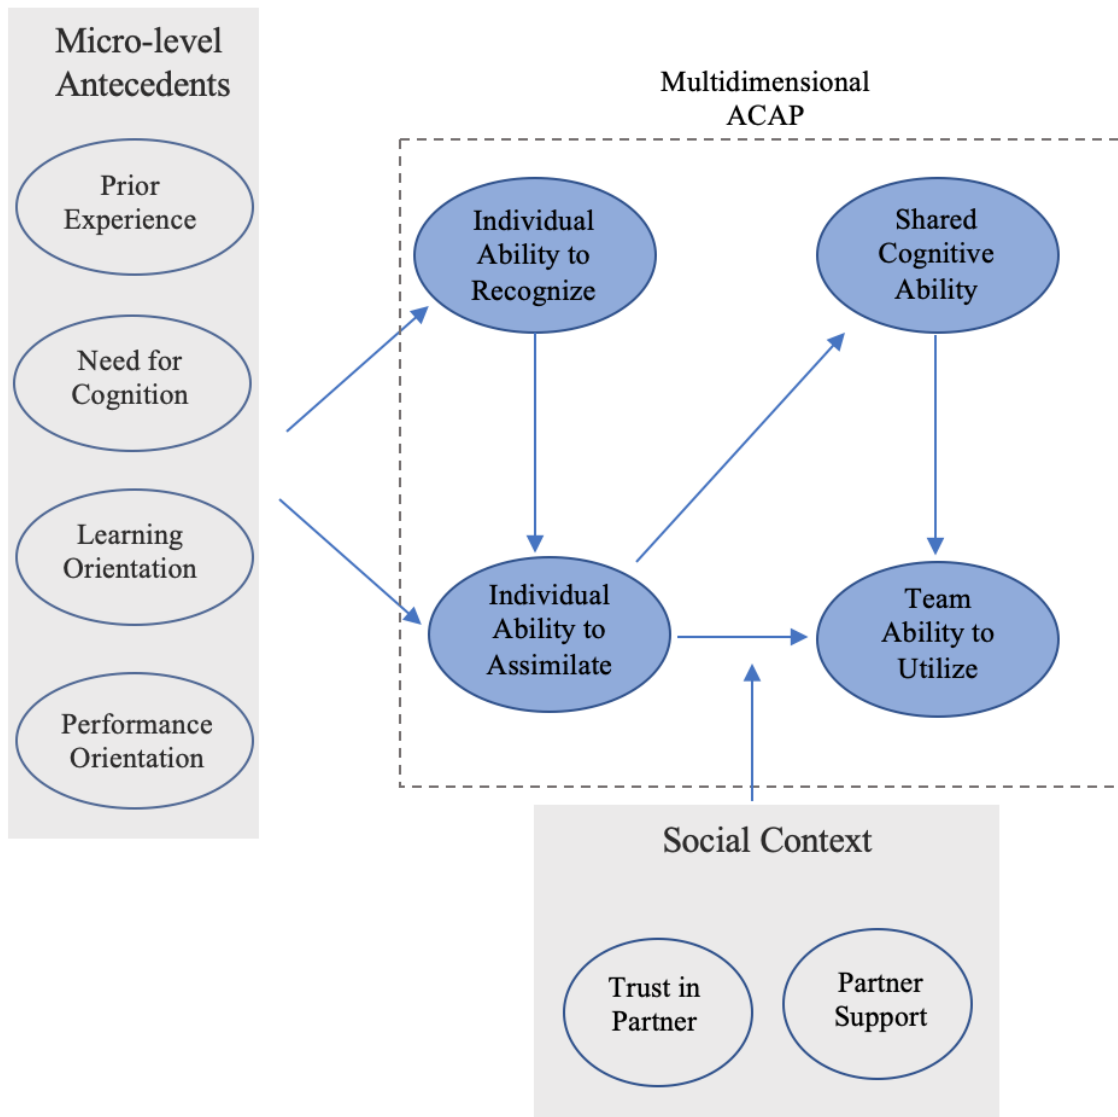 Micro-level
Antecedents
Prior
Experience
Need for
Cognition
Learning
Orientation
Performance
Orientation
Multidimensional
ACAP
Individual
Ability to
Recognize
Shared
Cognitive
Ability
Individual
Ability to
Assimilate
Team
Ability to
Utilize
Social Context
Trust in
Partner
Partner
Support